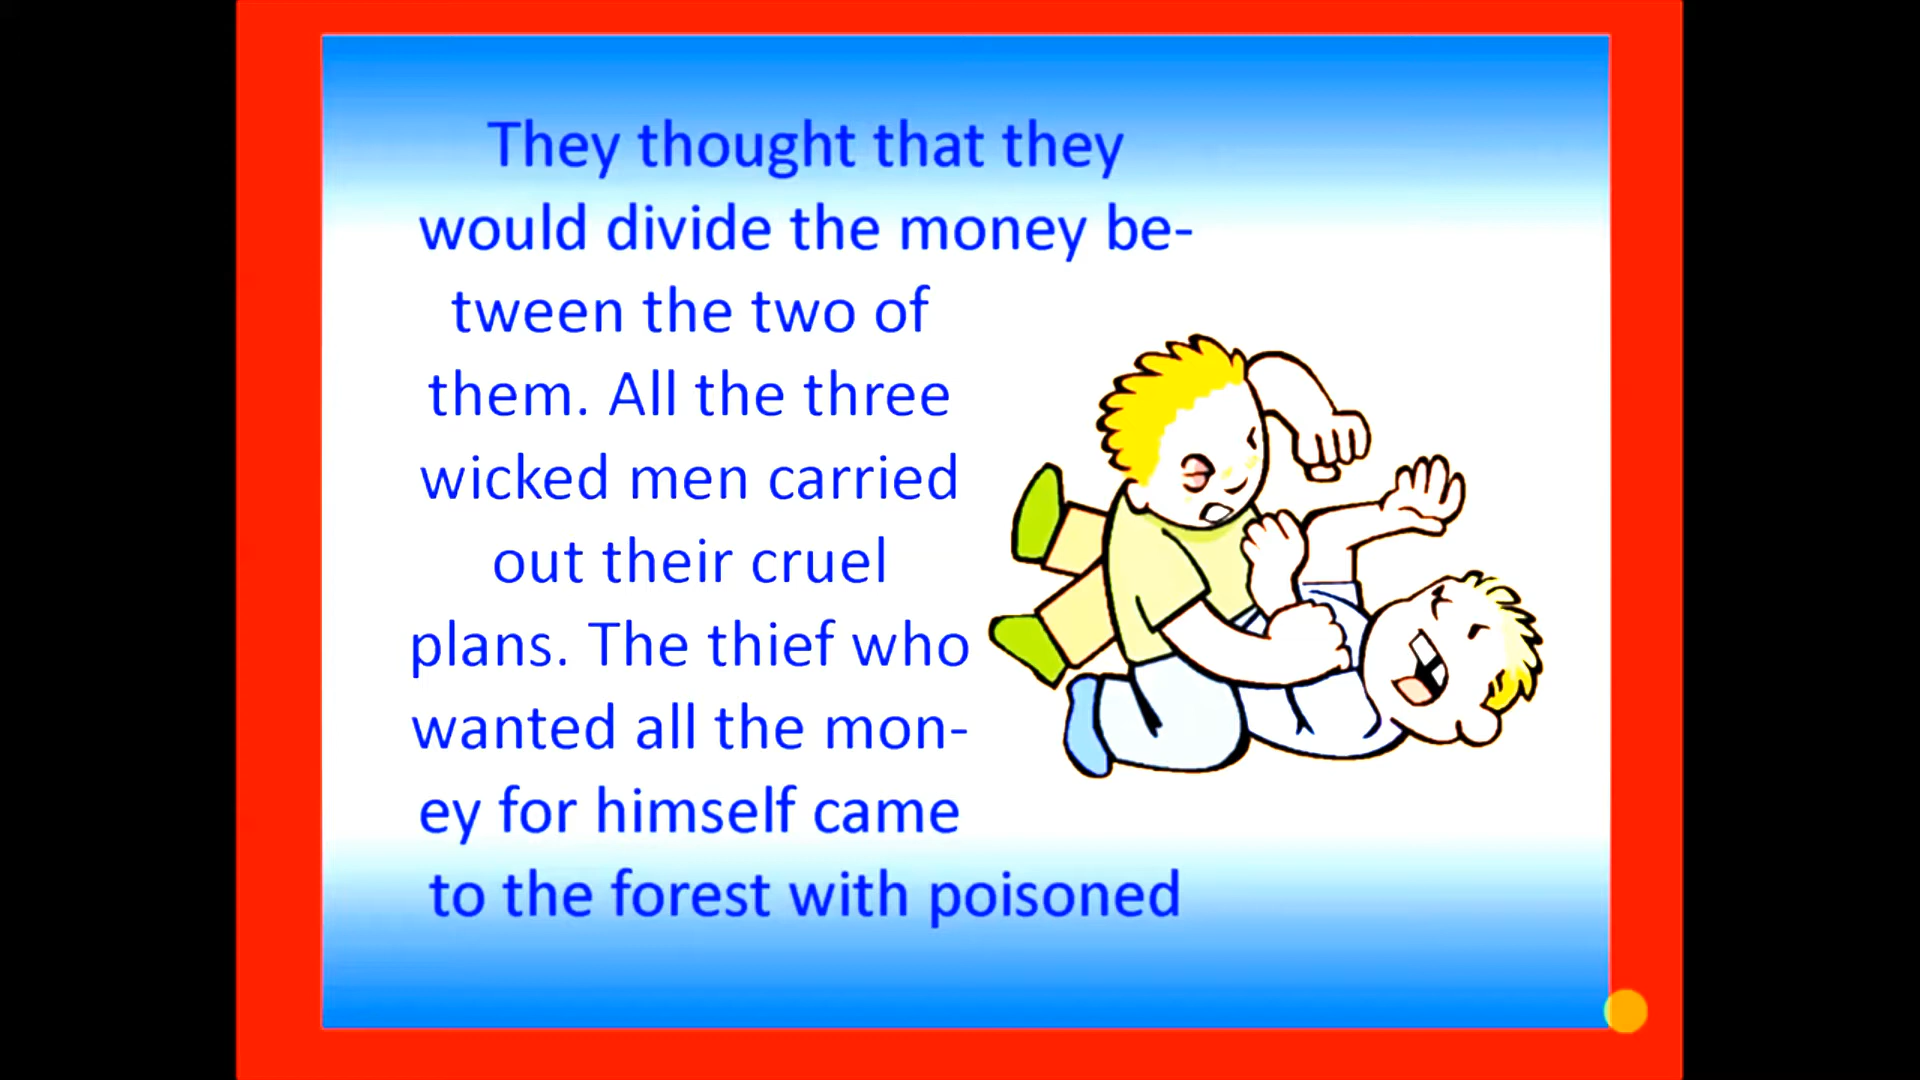 They thought that they
would divide the money be-
tween the two of
them. All the three
wicked men carried
out their cruel
plans. The thief who
wanted all the mon-
ey for himself came
to the forest with poisoned